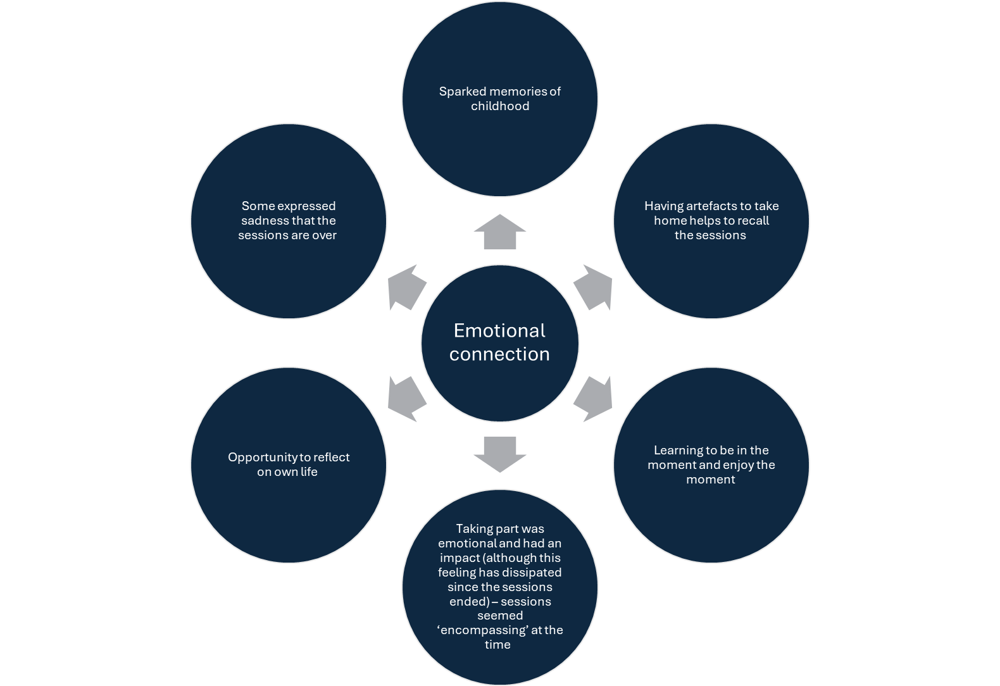 Sparked memories of
childhood
Some expressed
sadness that the
sessions are over
Having artefacts to take
home helps to recall
the sessions
Emotional
connection
Opportunity to reflect
on own life
Learning to be in the
moment and enjoy the
moment
Taking part was
emotional and had an
impact (although this
feeling has dissipated
since the sessions
ended) – sessions
seemed
‘encompassing’ at the
time